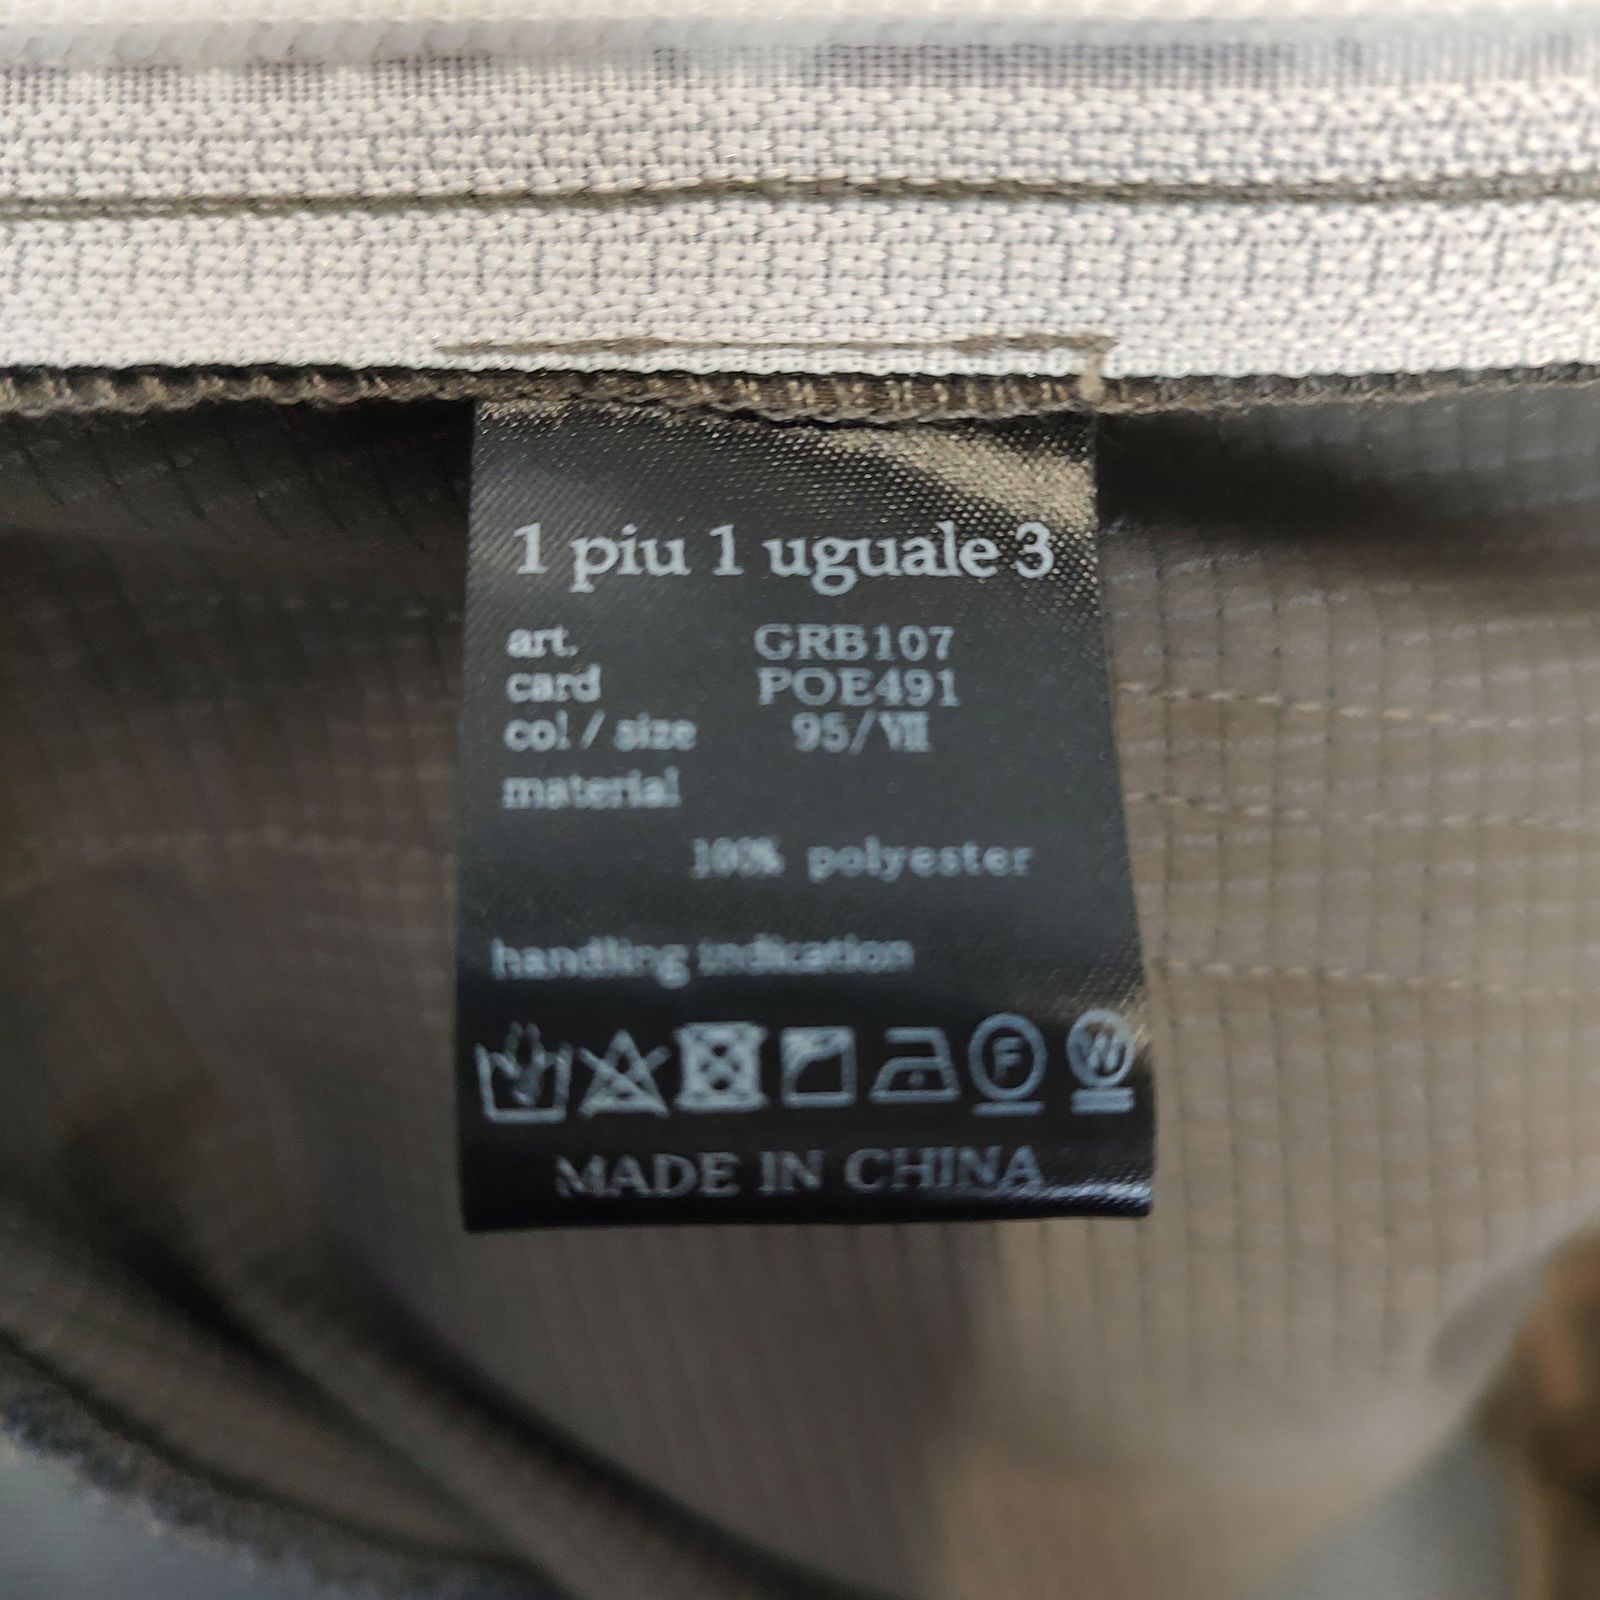 1 piu 1 uguale 3
art. GRB107
card POE491
col / size 95/Ⅶ
material
100% polyester
handling indication
F W
MADE IN CHINA